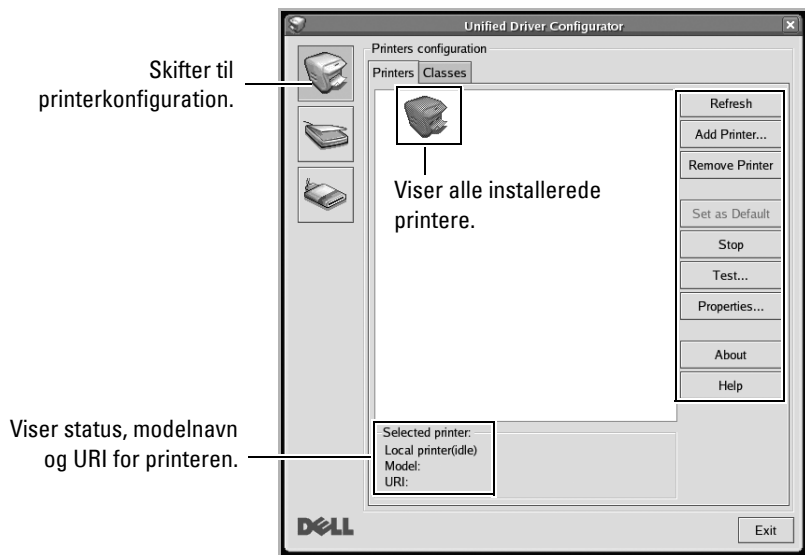 Unified Driver Configurator
Skifter til
printerkonfiguration.
Printers configuration
Printers Classes
Viser alle installerede
printere.
Refresh
Add Printer...
Remove Printer
Set as Default
Stop
Test...
Properties...
About
Help
Viser status, modelnavn
og URI for printeren.
Selected printer:
Local printer(idle)
Model:
URI:
DELL
Exit